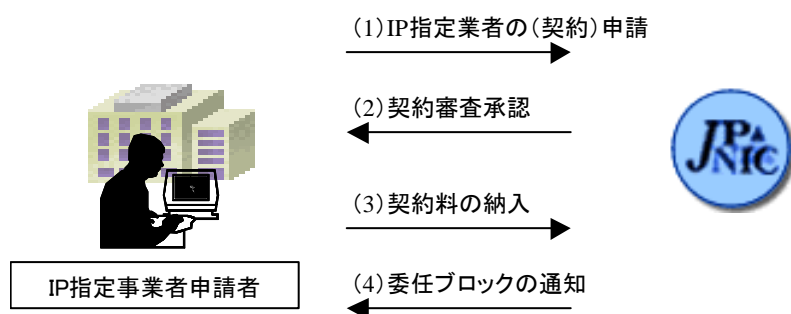 (1)IP指定業者の(契約)申請
(2)契約審査承認
JPNIC
(3)契約料の納入
IP指定事業者申請者
(4)委任ブロックの通知